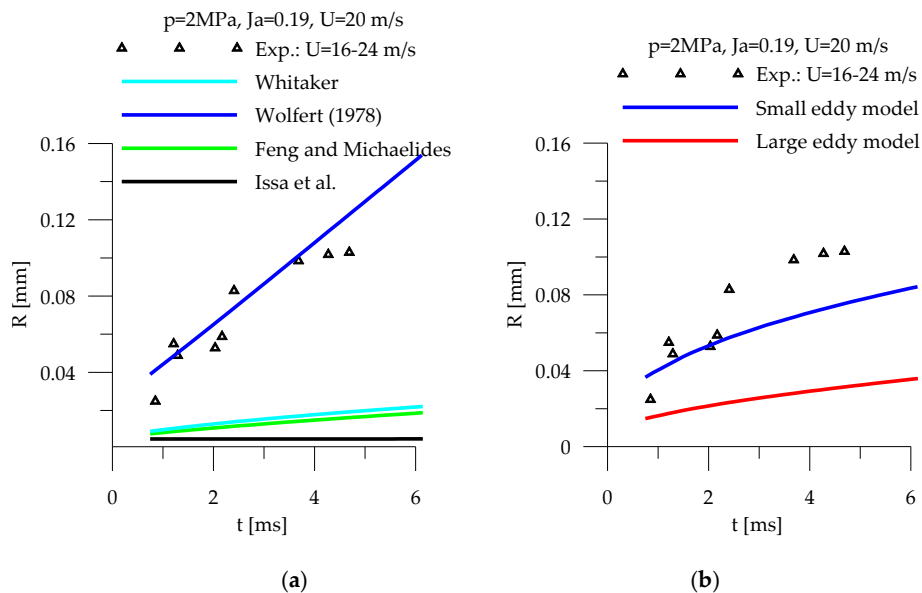 p=2MPa, Ja=0.19, U=20 m/s
Exp.: U=16-24 m/s
Whitaker
Wolfert (1978)
Feng and Michaelides
Issa et al.
0.16
0.12
0.08
0.04
R [mm]
0
2
4
6
t [ms]
(a)
p=2MPa, Ja=0.19, U=20 m/s
Exp.: U=16-24 m/s
Small eddy model
Large eddy model
0.16
0.12
0.08
0.04
0
R [mm]
0
2
4
6
t [ms]
(b)